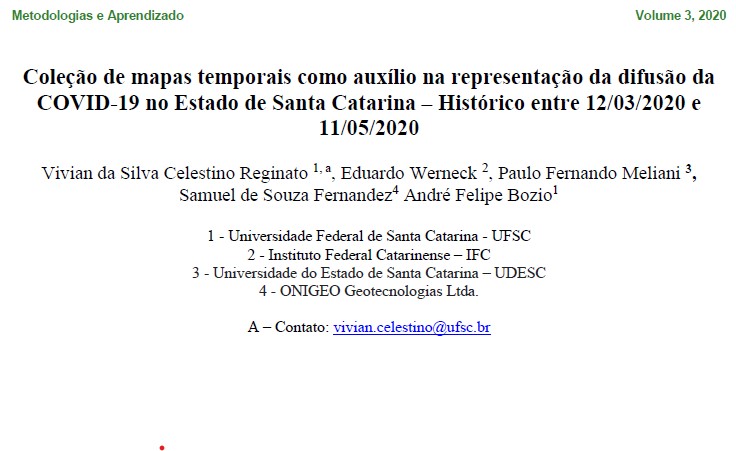 Metodologias e Aprendizado
Volume 3, 2020
Coleção de mapas temporais como auxílio na representação da difusão da
COVID-19 no Estado de Santa Catarina – Histórico entre 12/03/2020 e
11/05/2020
Vivian da Silva Celestino Reginato 1, a, Eduardo Werneck 2, Paulo Fernando Meliani 3,
Samuel de Souza Fernandez4 André Felipe Bozio1
1 - Universidade Federal de Santa Catarina - UFSC
2 - Instituto Federal Catarinense – IFC
3 - Universidade do Estado de Santa Catarina – UDESC
4 - ONIGEO Geotecnologias Ltda.
A – Contato: vivian.celestino@ufsc.br